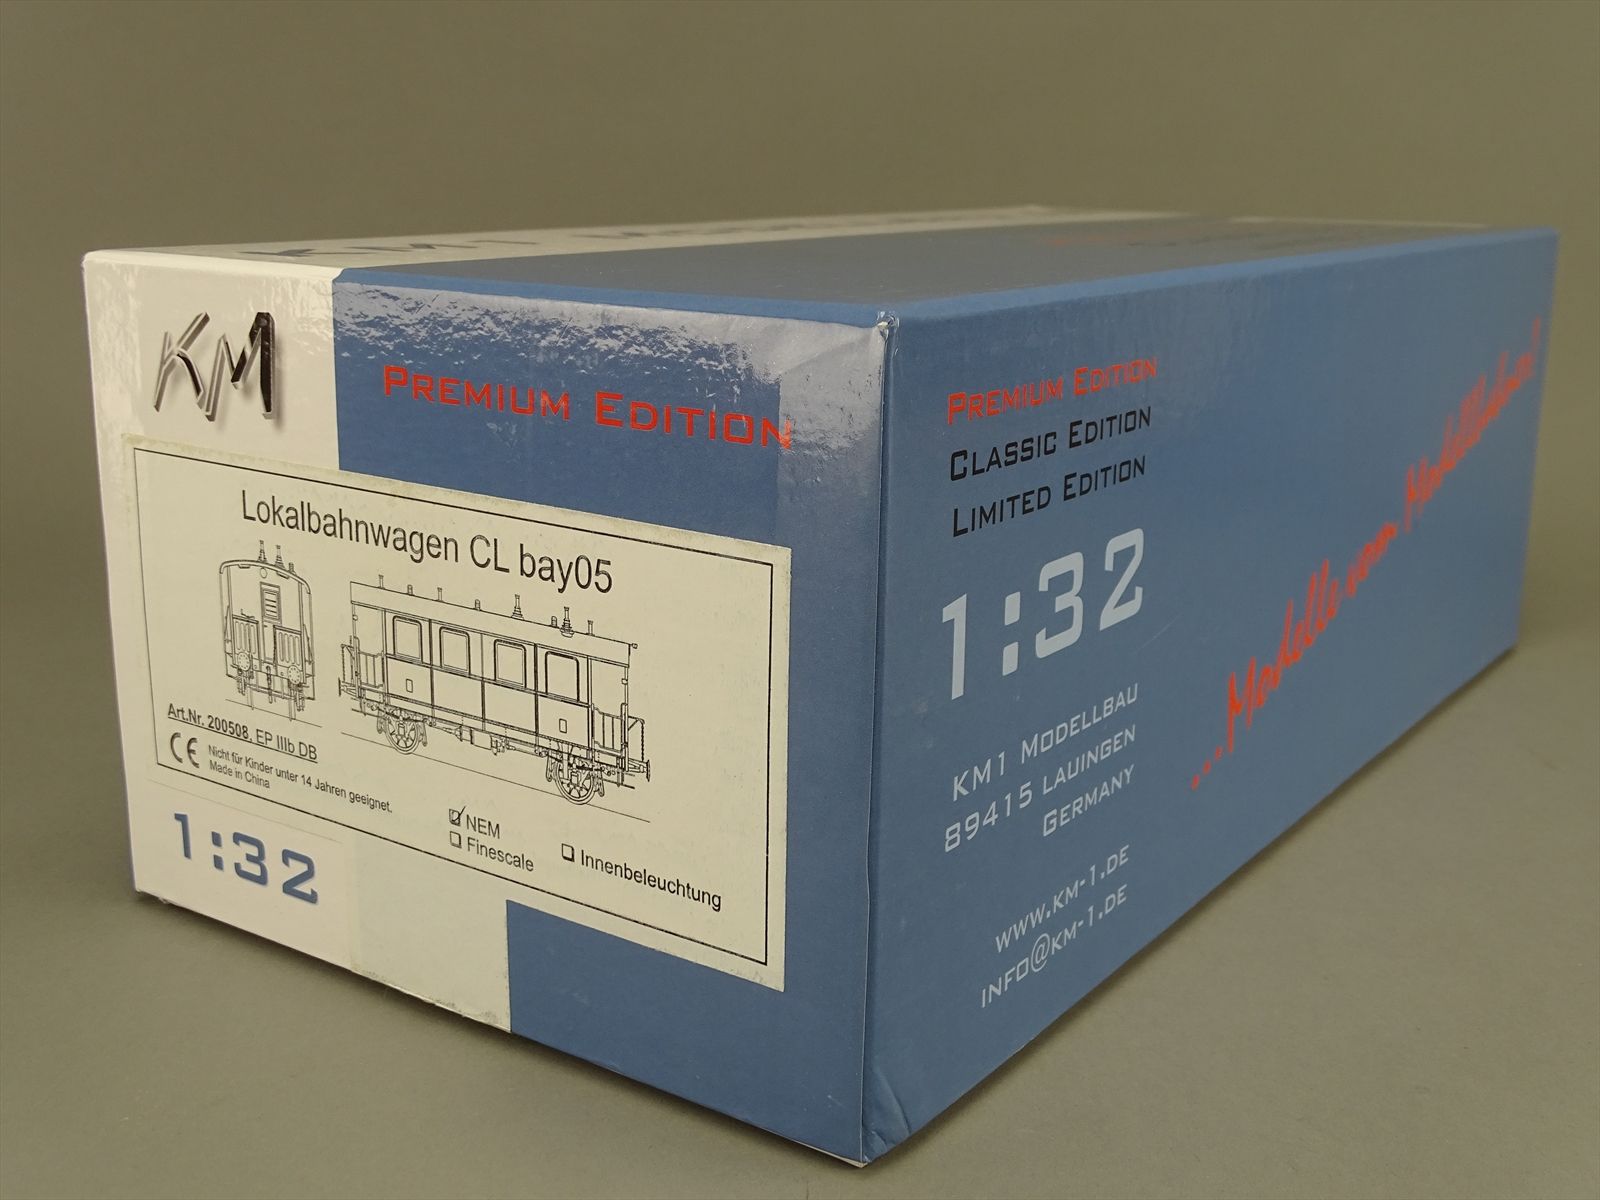 KM1
KM
PREMIUM EDITION
Lokalbahnwagen CL bay05
Art.Nr. 200508, EP IIIb DB
CE Nicht für Kinder unter 14 Jahren geeignet.
Made in China
NEM
Finescale
Innenbeleuchtung
1:32
PREMIUM EDITION
CLASSIC EDITION
LIMITED EDITION
1:32
KM1 MODELLBAU
89415 LAUINGEN
GERMANY
WWW.KM-1.DE
INFO@KM-1.DE
...Modelle vom Modellbahner!